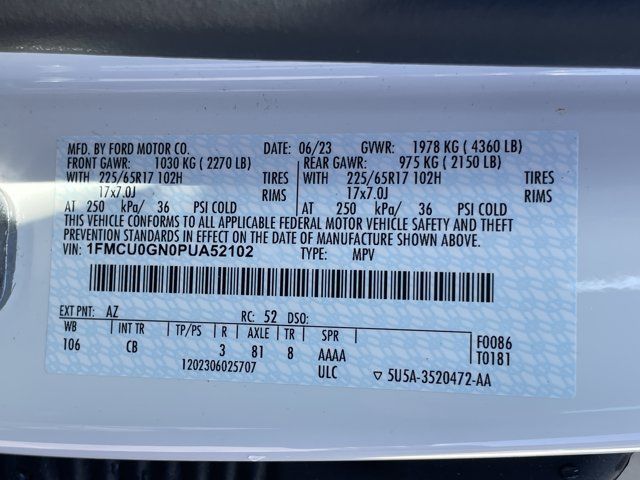 MFD. BY FORD MOTOR CO. DATE: 06/23 GVWR: 1978 KG ( 4360 LB)
FRONT GAWR: 1030 KG ( 2270 LB) REAR GAWR: 975 KG ( 2150 LB)
WITH 225/65R17 102H TIRES WITH 225/65R17 102H TIRES
17x7.0J RIMS 17x7.0J RIMS
AT 250 kPa/ 36 PSI COLD AT 250 kPa/ 36 PSI COLD
THIS VEHICLE CONFORMS TO ALL APPLICABLE FEDERAL MOTOR VEHICLE SAFETY AND THEFT
PREVENTION STANDARDS IN EFFECT ON THE DATE OF MANUFACTURE SHOWN ABOVE.
VIN: 1FMCU0GN0PUA52102 TYPE: MPV
EXT PNT: AZ RC: 52 DSO:
WB INT TR TP/PS R AXLE TR SPR F0086
106 CB 3 81 8 AAAA T0181
1202306025707 ULC ▽ 5U5A-3520472-AA